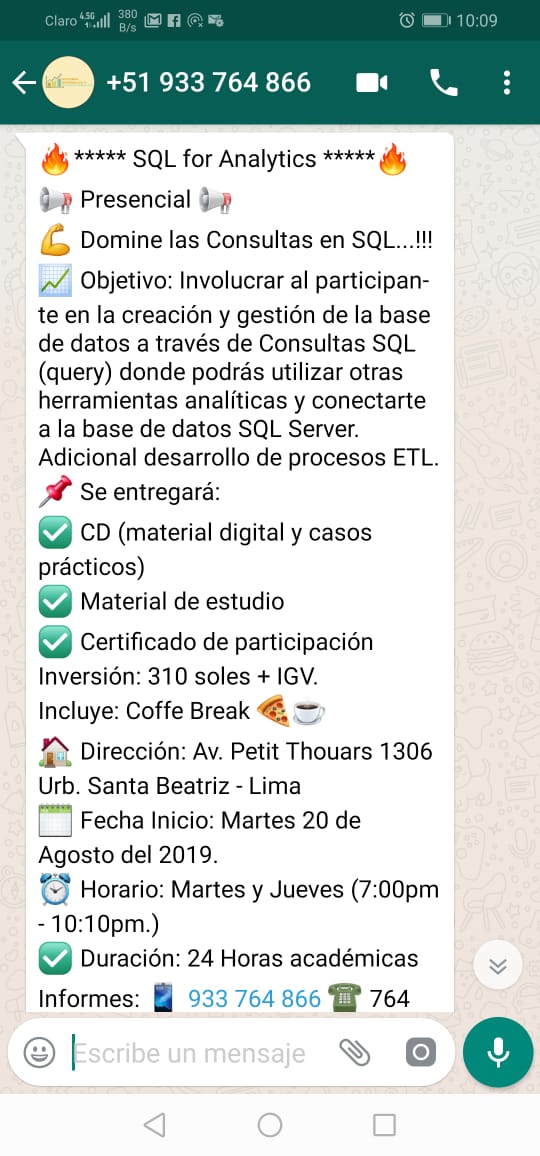 Claro 4.5G 380 B/s 10:09
+51 933 764 866
🔥***** SQL for Analytics *****🔥
📢 Presencial 📢
💪 Domine las Consultas en SQL...!!!
📈 Objetivo: Involucrar al participan-
te en la creación y gestión de la base
de datos a través de Consultas SQL
(query) donde podrás utilizar otras
herramientas analíticas y conectarte
a la base de datos SQL Server.
Adicional desarrollo de procesos ETL.
📌 Se entregará:
✅ CD (material digital y casos
prácticos)
✅ Material de estudio
✅ Certificado de participación
Inversión: 310 soles + IGV.
Incluye: Coffe Break 🍕☕
🏠 Dirección: Av. Petit Thouars 1306
Urb. Santa Beatriz - Lima
🗓 Fecha Inicio: Martes 20 de
Agosto del 2019.
⏰ Horario: Martes y Jueves (7:00pm
- 10:10pm.)
✅ Duración: 24 Horas académicas
Informes: 📱 933 764 866 ☎ 764
Escribe un mensaje